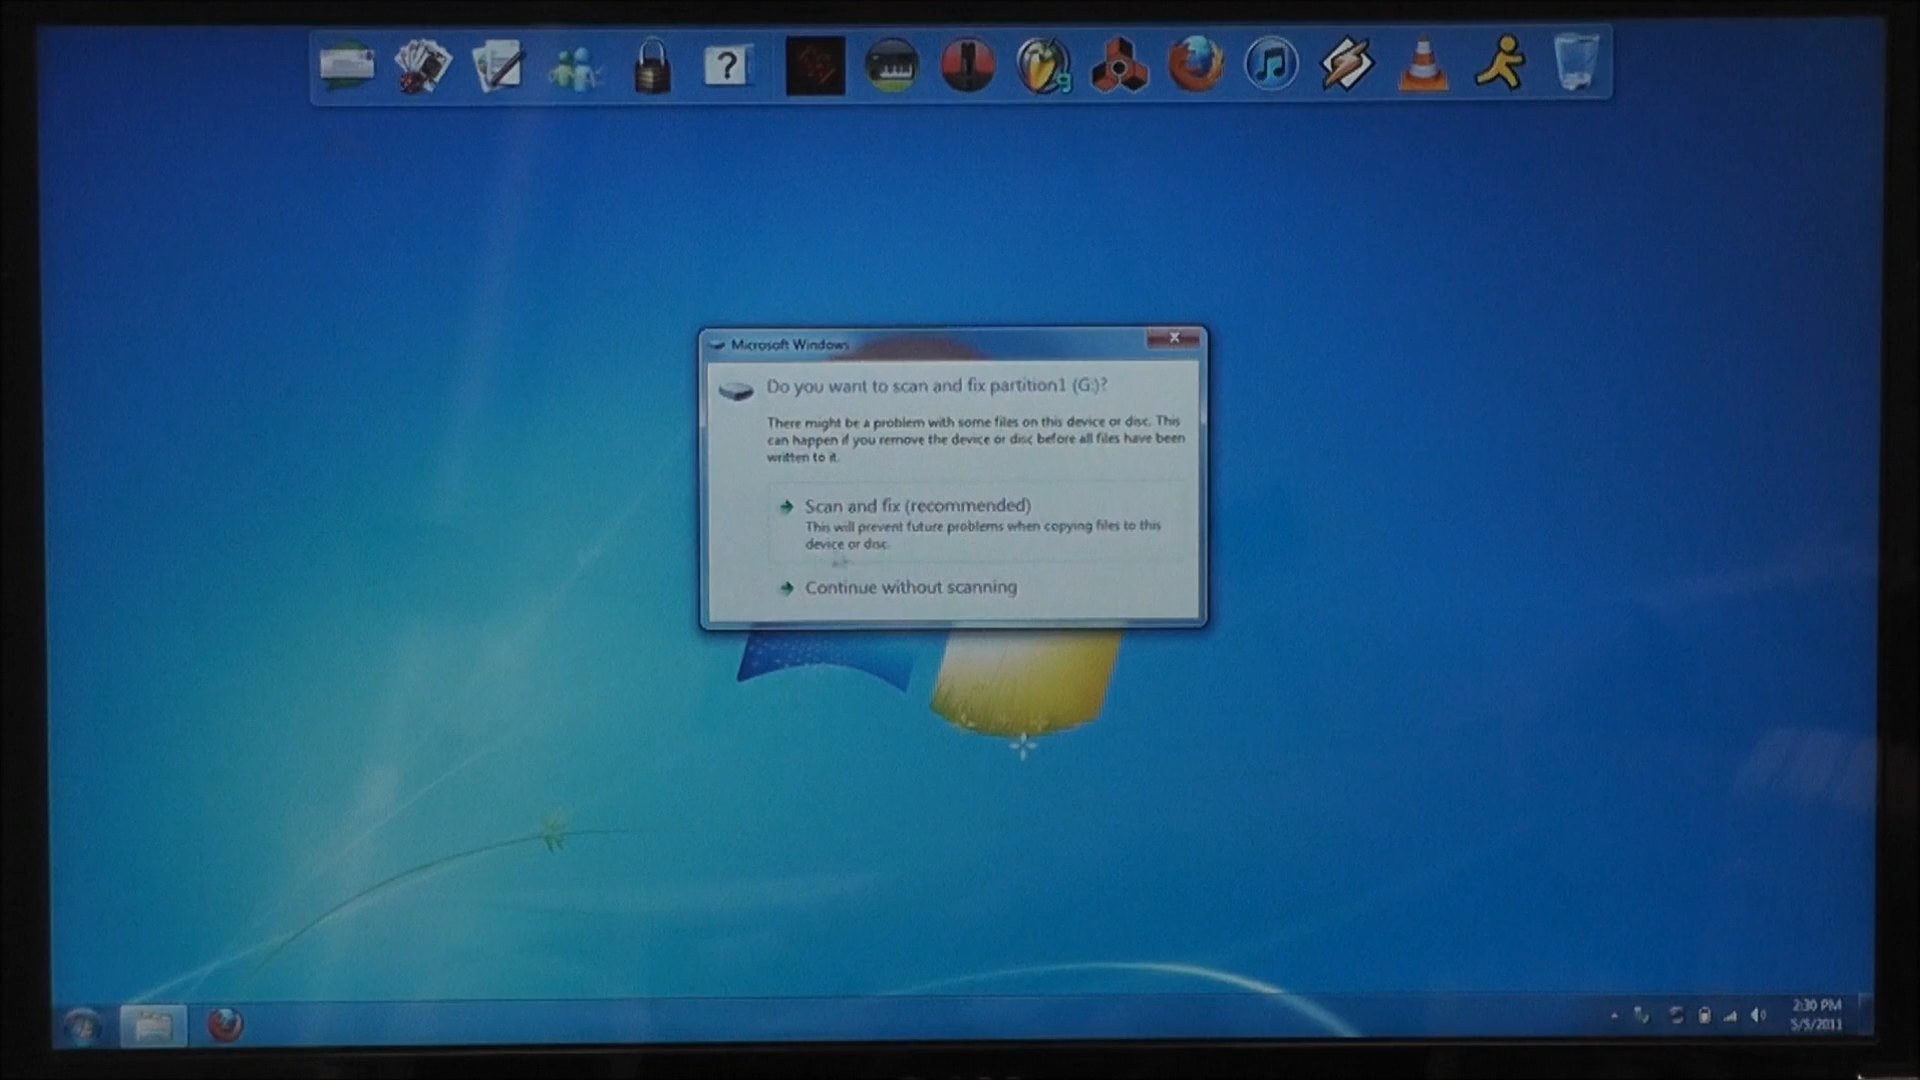 ?
g
Microsoft Windows
X
Do you want to scan and fix partition1 (G:)?
There might be a problem with some files on this device or disc. This
can happen if you remove the device or disc before all files have been
written to it.
Scan and fix (recommended)
This will prevent future problems when copying files to this
device or disc.
Continue without scanning
2:30 PM
5/5/2011